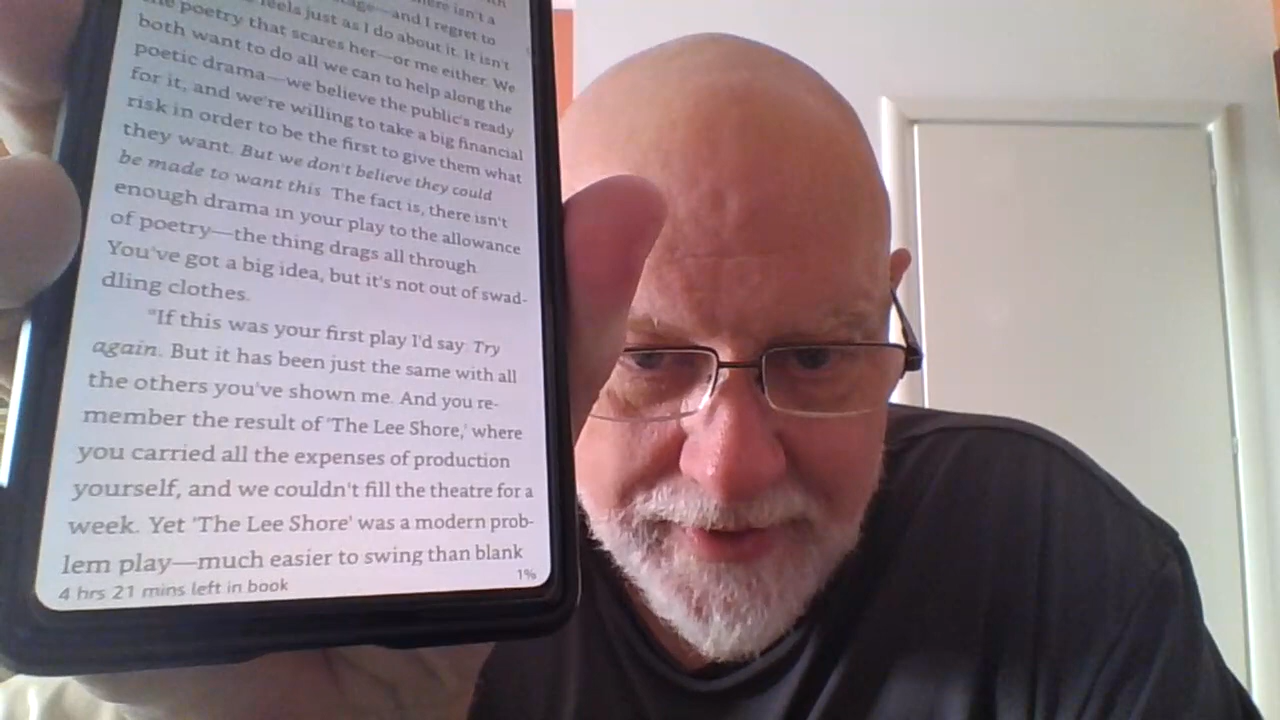 ere isn't a
tage—and I regret to
feels just as I do about it. It isn't
the poetry that scares her—or me either. We
both want to do all we can to help along the
poetic drama—we believe the public's ready
for it, and we're willing to take a big financial
risk in order to be the first to give them what
they want. But we don't believe they could
be made to want this. The fact is, there isn't
enough drama in your play to the allowance
of poetry—the thing drags all through
You've got a big idea, but it's not out of swad-
dling clothes.
"If this was your first play I'd say Try
again. But it has been just the same with all
the others you've shown me. And you re-
member the result of 'The Lee Shore,' where
you carried all the expenses of production
yourself, and we couldn't fill the theatre for a
week. Yet 'The Lee Shore' was a modern prob-
lem play—much easier to swing than blank
4 hrs 21 mins left in book 1%